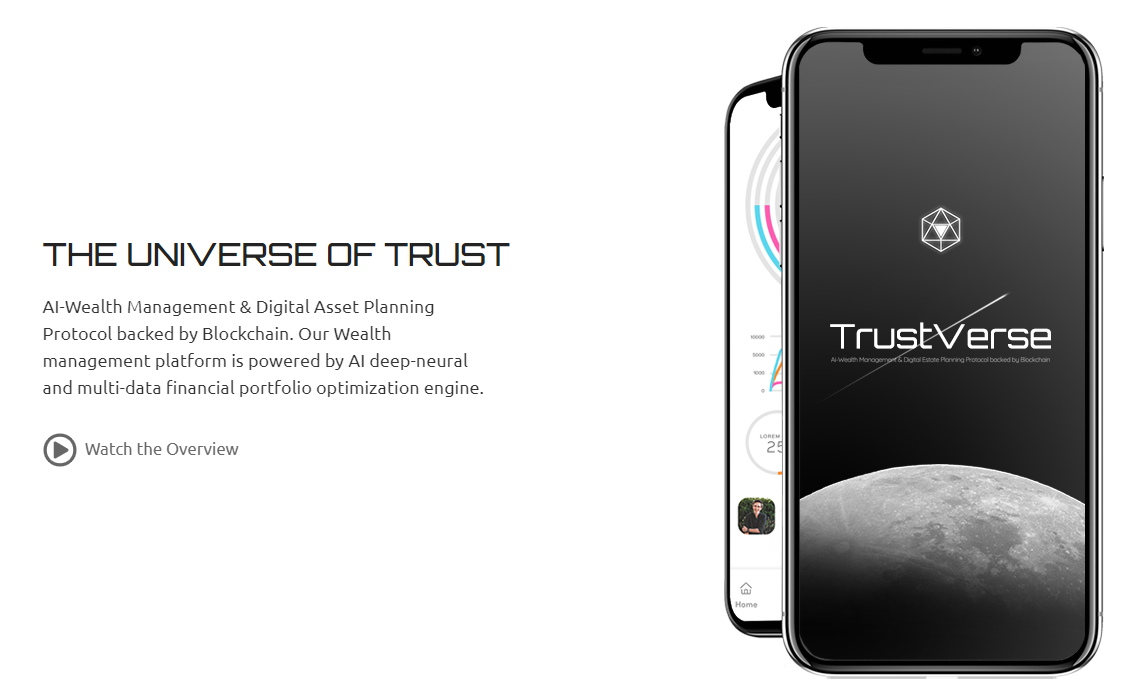 THE UNIVERSE OF TRUST
AI-Wealth Management & Digital Asset Planning
Protocol backed by Blockchain. Our Wealth
management platform is powered by AI deep-neural
and multi-data financial portfolio optimization engine.
Watch the Overview
10000
5000
1000
0
LOREM
25
Home
TrustVerse
AI-Wealth Management & Digital Estate Planning Protocol backed by Blockchain